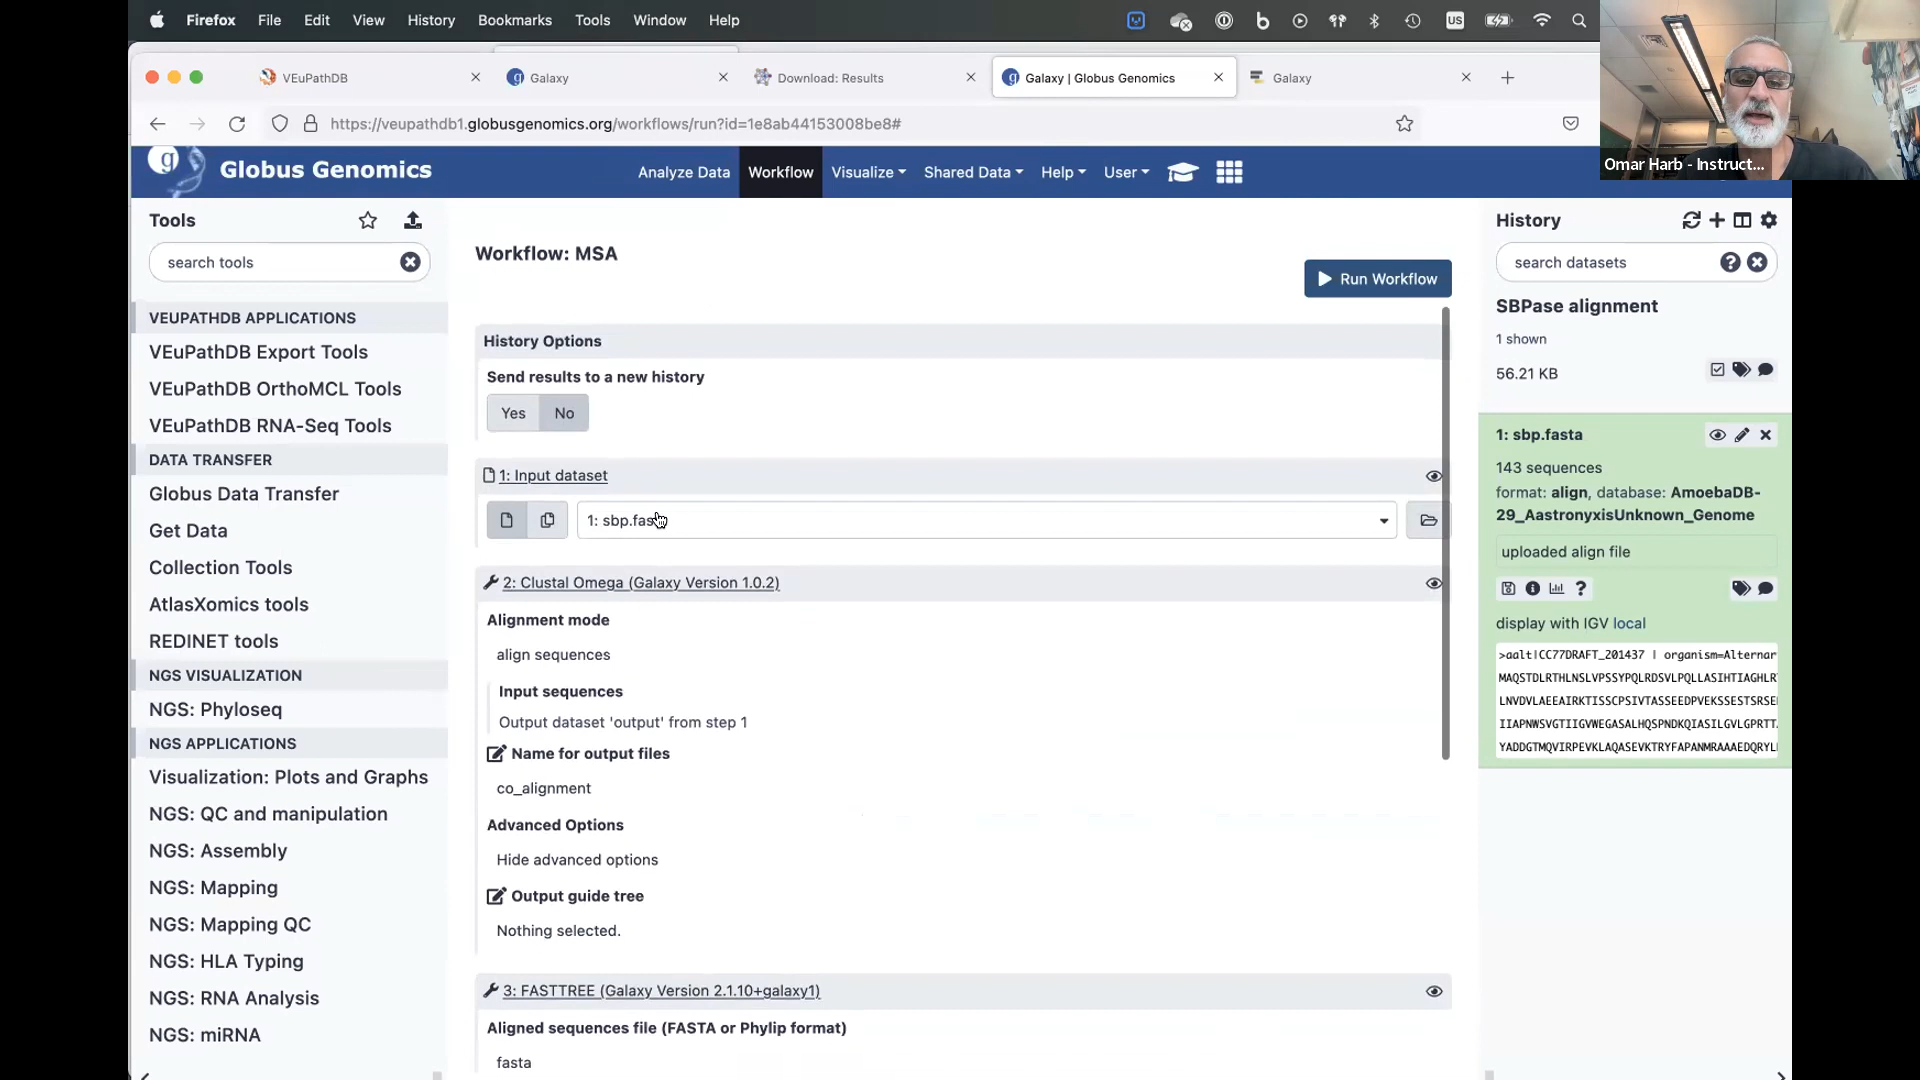 Firefox File Edit View History Bookmarks Tools Window Help
US
VEuPathDB
Galaxy
Download: Results
Galaxy | Globus Genomics
Galaxy
https://veupathdb1.globusgenomics.org/workflows/run?id=1e8ab44153008be8#
Omar Harb - Instruct...
g
Globus Genomics
Analyze Data Workflow Visualize Shared Data Help User
Tools
search tools
VEUPATHDB APPLICATIONS
VEuPathDB Export Tools
VEuPathDB OrthoMCL Tools
VEuPathDB RNA-Seq Tools
DATA TRANSFER
Globus Data Transfer
Get Data
Collection Tools
AtlasXomics tools
REDINET tools
NGS VISUALIZATION
NGS: Phyloseq
NGS APPLICATIONS
Visualization: Plots and Graphs
NGS: QC and manipulation
NGS: Assembly
NGS: Mapping
NGS: Mapping QC
NGS: HLA Typing
NGS: RNA Analysis
NGS: miRNA
Workflow: MSA
Run Workflow
History Options
Send results to a new history
Yes No
1: Input dataset
1: sbp.fasta
2: Clustal Omega (Galaxy Version 1.0.2)
Alignment mode
align sequences
Input sequences
Output dataset 'output' from step 1
Name for output files
co_alignment
Advanced Options
Hide advanced options
Output guide tree
Nothing selected.
3: FASTTREE (Galaxy Version 2.1.10+galaxy1)
Aligned sequences file (FASTA or Phylip format)
fasta
History
search datasets
SBPase alignment
1 shown
56.21 KB
1: sbp.fasta
143 sequences
format: align, database: AmoebaDB-
29_AastronyxisUnknown_Genome
uploaded align file
display with IGV local
>aalt|CC77DRAFT_201437 | organism=Alternar
MAQSTDLRTHLNSLVPSSYPQLRDSVLPQLLASIHTIAGHLR
LNVDVLAEEAIRKTISSCPSIVTASSEEDPVEKSSESTSRSE
IIAPNWSVGTIIGVWEGASALHQSPNDKQIASILGVLGPRTT
YADDGTMQVIRPEVKLAQASEVKTRYFAPANMRAAAEDQRYL